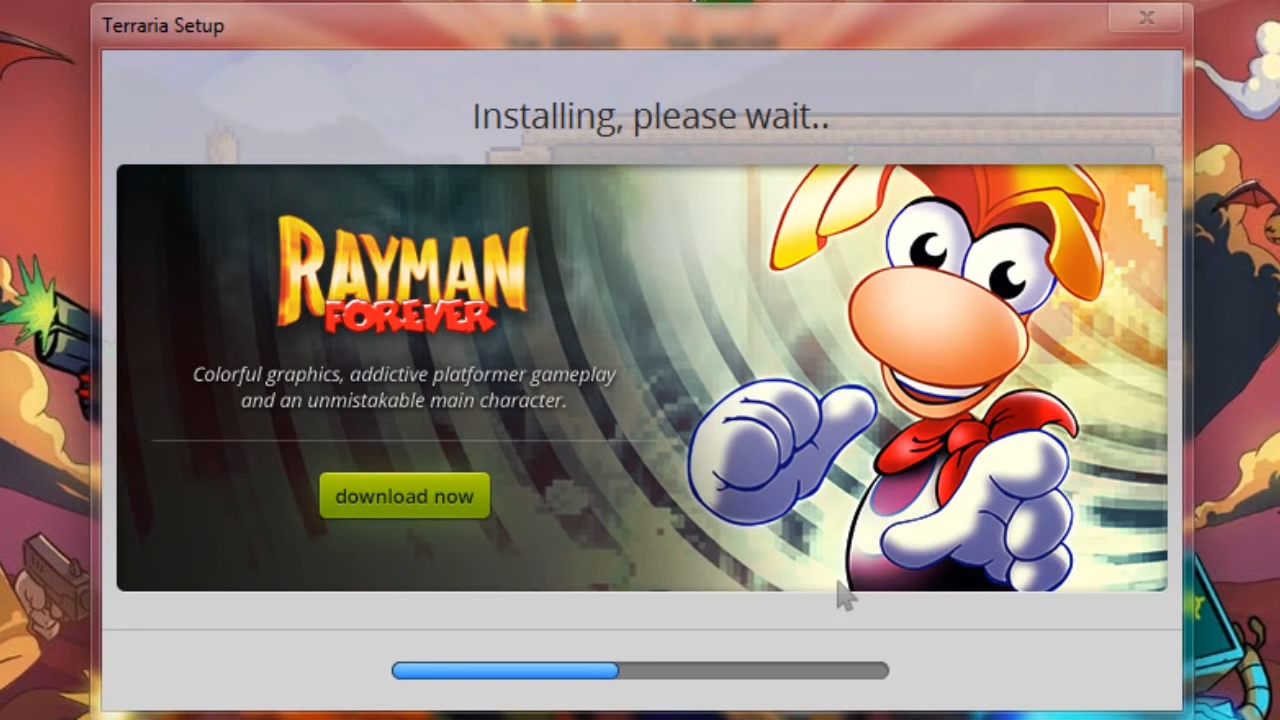 Terraria Setup
Installing, please wait..
RAYMAN
FOREVER
Colorful graphics, addictive platformer gameplay
and an unmistakable main character.
download now